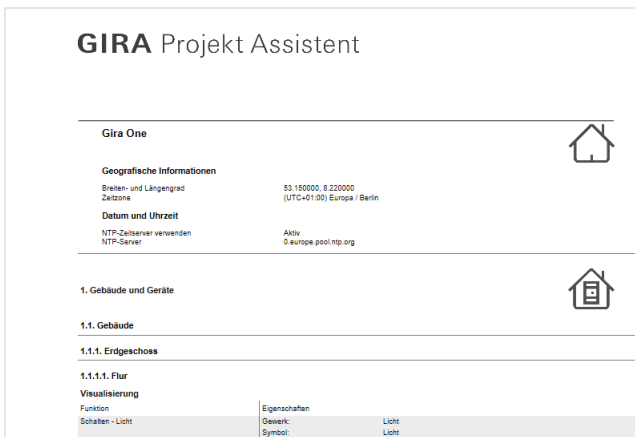 GIRA Projekt Assistent
Gira One
Geografische Informationen
Breiten- und Längengrad 53.150000, 8.220000
Zeitzone (UTC+01:00) Europa / Berlin
Datum und Uhrzeit
NTP-Zeitserver verwenden Aktiv
NTP-Server 0.europe.pool.ntp.org
1. Gebäude und Geräte
1.1. Gebäude
1.1.1. Erdgeschoss
1.1.1.1. Flur
Visualisierung
Funktion Eigenschaften
Schalten - Licht Gewerk: Licht
Symbol: Licht